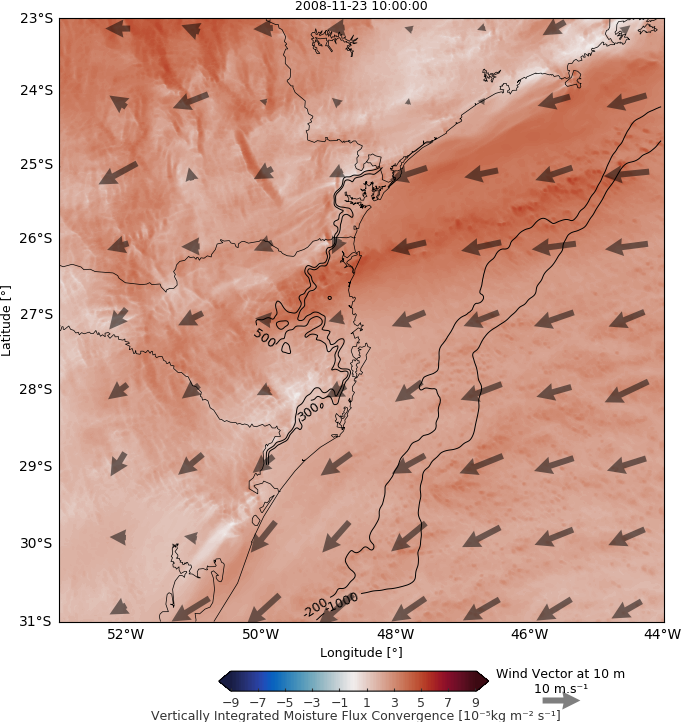 2008-11-23 10:00:00
23°S
24°S
25°S
26°S
27°S
28°S
29°S
30°S
31°S
Latitude [°]
500
300
-200
-1000
52°W 50°W 48°W 46°W 44°W
Longitude [°]
−9 −7 −5 −3 −1 1 3 5 7 9
Vertically Integrated Moisture Flux Convergence [10⁻⁵kg m⁻² s⁻¹]
Wind Vector at 10 m
10 m.s⁻¹